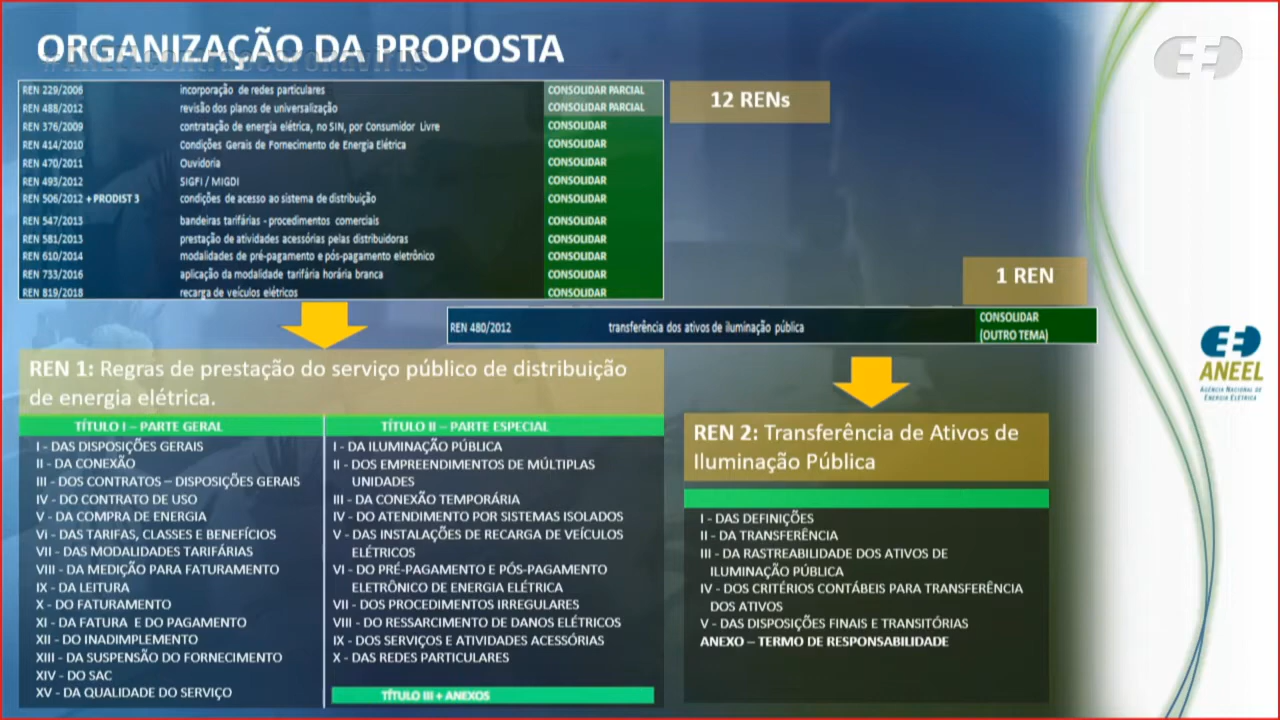 ORGANIZAÇÃO DA PROPOSTA
REN 229/2006 incorporação de redes particulares CONSOLIDAR PARCIAL
REN 488/2012 revisão dos planos de universalização CONSOLIDAR PARCIAL
REN 376/2009 contratação de energia elétrica, no SIN, por Consumidor Livre CONSOLIDAR
REN 414/2010 Condições Gerais de Fornecimento de Energia Elétrica CONSOLIDAR
REN 470/2011 Ouvidoria CONSOLIDAR
REN 493/2012 SIGFI / MIGDI CONSOLIDAR
REN 506/2012 + PRODIST 3 condições de acesso ao sistema de distribuição CONSOLIDAR
REN 547/2013 bandeiras tarifárias - procedimentos comerciais CONSOLIDAR
REN 581/2013 prestação de atividades acessórias pelas distribuidoras CONSOLIDAR
REN 610/2014 modalidades de pré-pagamento e pós-pagamento eletrônico CONSOLIDAR
REN 733/2016 aplicação da modalidade tarifária horária branca CONSOLIDAR
REN 819/2018 recarga de veículos elétricos CONSOLIDAR
12 RENs
1 REN
REN 480/2012 transferência dos ativos de iluminação pública CONSOLIDAR
(OUTRO TEMA)
REN 1: Regras de prestação do serviço público de distribuição
de energia elétrica.
TÍTULO I – PARTE GERAL
I - DAS DISPOSIÇÕES GERAIS
II - DA CONEXÃO
III - DOS CONTRATOS – DISPOSIÇÕES GERAIS
IV - DO CONTRATO DE USO
V - DA COMPRA DE ENERGIA
Vi - DAS TARIFAS, CLASSES E BENEFÍCIOS
VII - DAS MODALIDADES TARIFÁRIAS
VIII - DA MEDIÇÃO PARA FATURAMENTO
IX - DA LEITURA
X - DO FATURAMENTO
XI - DA FATURA E DO PAGAMENTO
XII - DO INADIMPLEMENTO
XIII - DA SUSPENSÃO DO FORNECIMENTO
XIV - DO SAC
XV - DA QUALIDADE DO SERVIÇO
TÍTULO II – PARTE ESPECIAL
I - DA ILUMINAÇÃO PÚBLICA
II - DOS EMPREENDIMENTOS DE MÚLTIPLAS
UNIDADES
III - DA CONEXÃO TEMPORÁRIA
IV - DO ATENDIMENTO POR SISTEMAS ISOLADOS
V - DAS INSTALAÇÕES DE RECARGA DE VEÍCULOS
ELÉTRICOS
VI - DO PRÉ-PAGAMENTO E PÓS-PAGAMENTO
ELETRÔNICO DE ENERGIA ELÉTRICA
VII - DOS PROCEDIMENTOS IRREGULARES
VIII - DO RESSARCIMENTO DE DANOS ELÉTRICOS
IX - DOS SERVIÇOS E ATIVIDADES ACESSÓRIAS
X - DAS REDES PARTICULARES
TÍTULO III + ANEXOS
REN 2: Transferência de Ativos de
Iluminação Pública
I - DAS DEFINIÇÕES
II - DA TRANSFERÊNCIA
III - DA RASTREABILIDADE DOS ATIVOS DE
ILUMINAÇÃO PÚBLICA
IV - DOS CRITÉRIOS CONTÁBEIS PARA TRANSFERÊNCIA
DOS ATIVOS
V - DAS DISPOSIÇÕES FINAIS E TRANSITÓRIAS
ANEXO – TERMO DE RESPONSABILIDADE
ANEEL
AGÊNCIA NACIONAL DE
ENERGIA ELÉTRICA